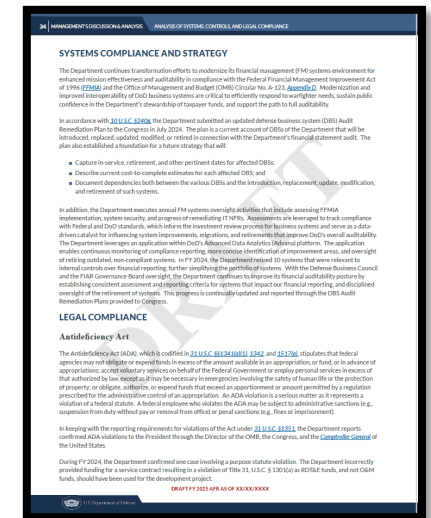 34 MANAGEMENT'S DISCUSSION & ANALYSIS ANALYSIS OF SYSTEMS, CONTROLS, AND LEGAL COMPLIANCE
SYSTEMS COMPLIANCE AND STRATEGY
The Department continues transformation efforts to modernize its financial management (FM) systems environment for
enhanced mission effectiveness and auditability in compliance with the Federal Financial Management Improvement Act
of 1996 (FFMIA) and the Office of Management and Budget (OMB) Circular No. A-123, Appendix D. Modernization and
improved interoperability of DoD business systems are critical to efficiently respond to warfighter needs, sustain public
confidence in the Department's stewardship of taxpayer funds, and support the path to full auditability.
In accordance with 10 U.S.C. §240g, the Department submitted an updated defense business system (DBS) Audit
Remediation Plan to the Congress in July 2024. The plan is a current account of DBSs of the Department that will be
introduced, replaced, updated, modified, or retired in connection with the Department's financial statement audit. The
plan also established a foundation for a future strategy that will:
■ Capture in-service, retirement, and other pertinent dates for affected DBSs;
■ Describe current cost-to-complete estimates for each affected DBS; and
■ Document dependencies both between the various DBSs and the introduction, replacement, update, modification,
and retirement of such systems.
In addition, the Department executes annual FM systems oversight activities that include assessing FFMIA
implementation, system security, and progress of remediating IT NFRs. Assessments are leveraged to track compliance
with Federal and DoD standards, which inform the investment review process for business systems and serve as a data-
driven catalyst for influencing system improvements, migrations, and retirements that improve DoD's overall auditability.
The Department leverages an application within DoD's Advanced Data Analytics (Advana) platform. The application
enables continuous monitoring of compliance reporting, more concise identification of improvement areas, and oversight
of retiring outdated, non-compliant systems. In FY 2024, the Department retired 10 systems that were relevant to
internal controls over financial reporting, further simplifying the portfolio of systems. With the Defense Business Council
and the FIAR Governance Board oversight, the Department continues to improve its financial auditability posture by
establishing consistent assessment and reporting criteria for systems that impact our financial reporting, and disciplined
oversight of the retirement of systems. This progress is continually updated and reported through the DBS Audit
Remediation Plans provided to Congress.
LEGAL COMPLIANCE
Antideficiency Act
The Antideficiency Act (ADA), which is codified in 31 U.S.C. §§1341(a)(1), 1342, and 1517(a), stipulates that federal
agencies may not obligate or expend funds in excess of the amount available in an appropriation, or fund, or in advance of
appropriations; accept voluntary services on behalf of the Federal Government or employ personal services in excess of
that authorized by law, except as it may be necessary in emergencies involving the safety of human life or the protection
of property; or obligate, authorize, or expend funds that exceed an apportionment or amount permitted by a regulation
prescribed for the administrative control of an appropriation. An ADA violation is a serious matter as it represents a
violation of a federal statute. A federal employee who violates the ADA may be subject to administrative sanctions (e.g.,
suspension from duty without pay or removal from office) or penal sanctions (e.g., fines or imprisonment).
In keeping with the reporting requirements for violations of the Act under 31 U.S.C. §1351, the Department reports
confirmed ADA violations to the President through the Director of the OMB, the Congress, and the Comptroller General of
the United States.
During FY 2024, the Department confirmed one case involving a purpose statute violation. The Department incorrectly
provided funding for a service contract resulting in a violation of Title 31, U.S.C. § 1301(a) as RDT&E funds, and not O&M
funds, should have been used for the development project.
DRAFT FY 2025 AFR AS OF XX/XX/XXXX
U.S. Department of Defense
DRAFT